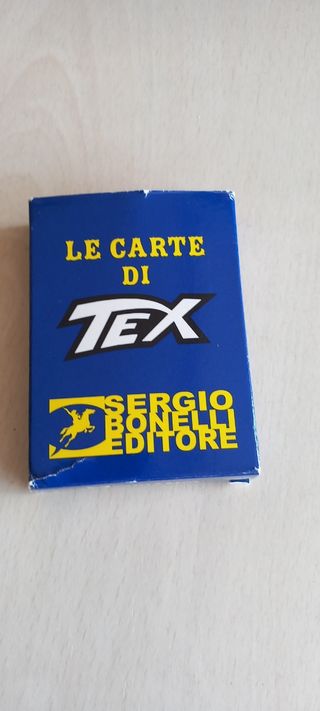 LE CARTE
DI
TEX
SERGIO
BONELLI
EDITORE